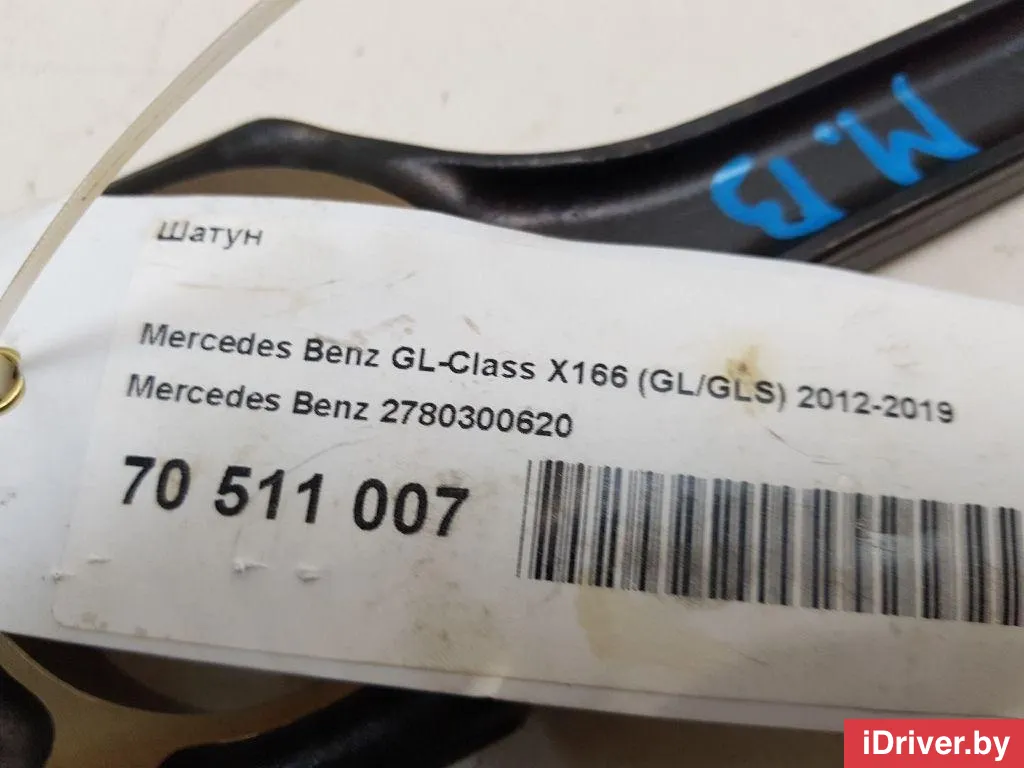 М.В
Шатун
Mercedes Benz GL-Class X166 (GL/GLS) 2012-2019
Mercedes Benz 2780300620
70 511 007
iDriver.by